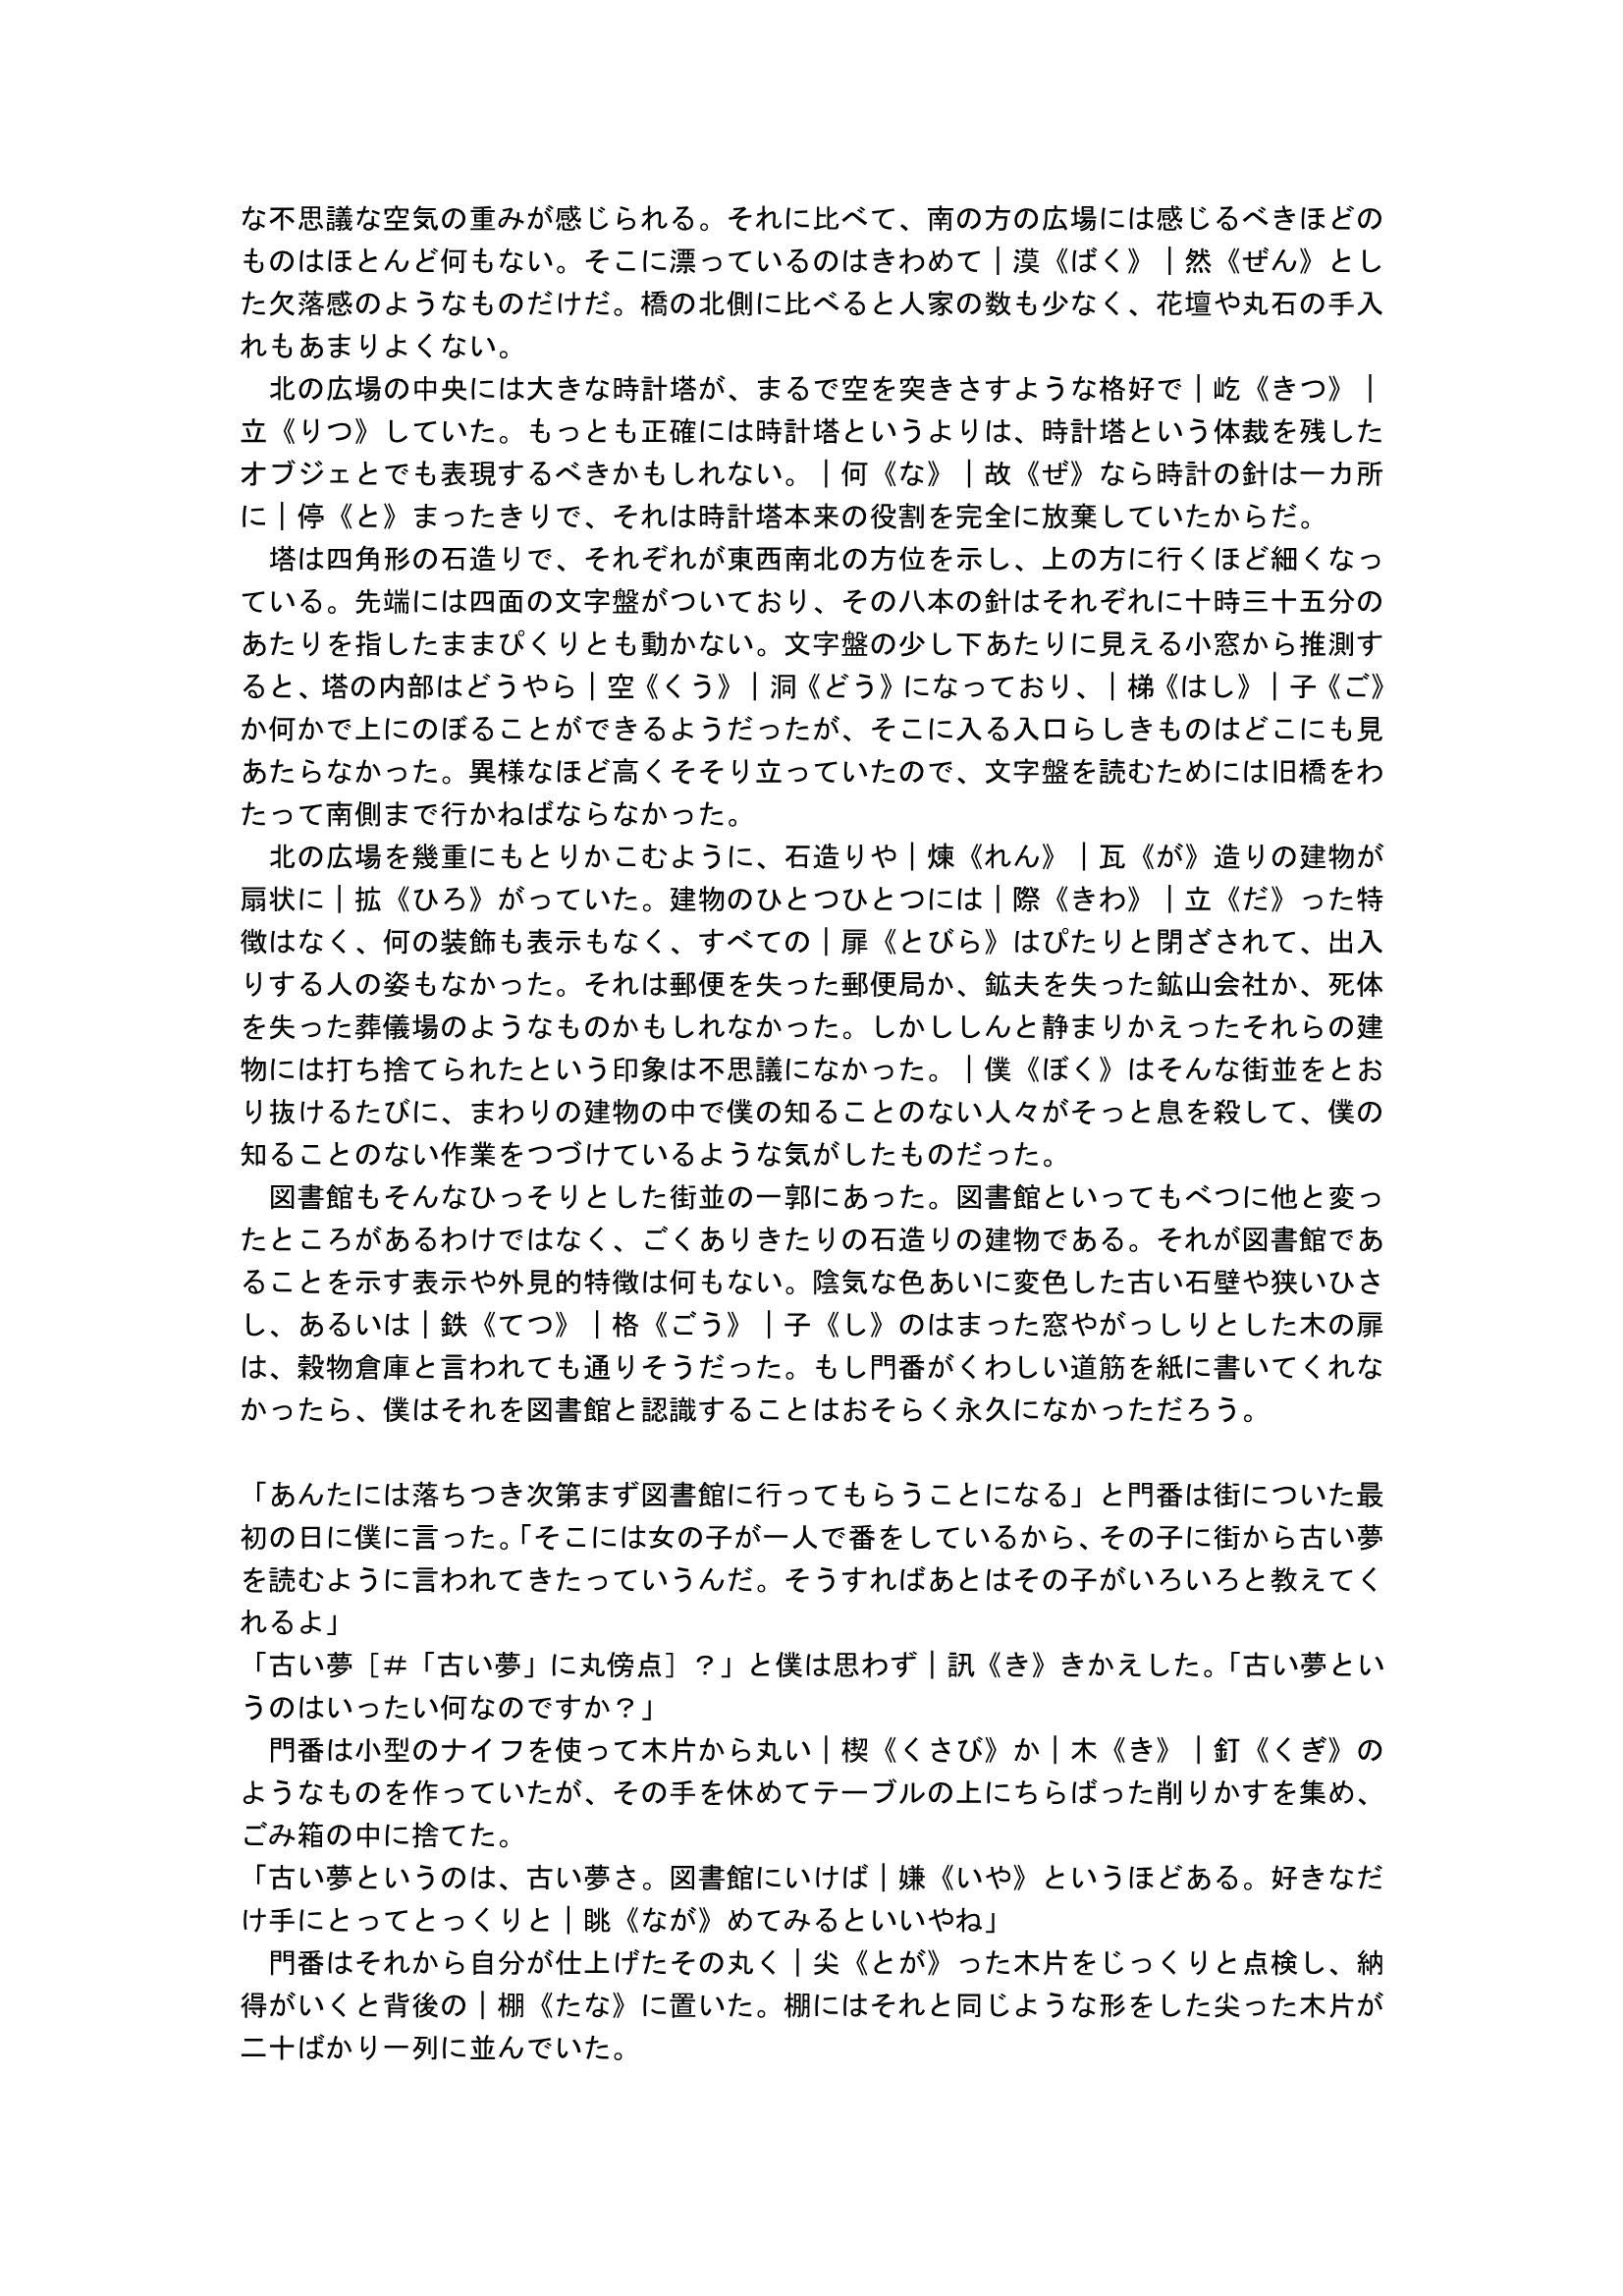 な不思議な空気の重みが感じられる。それに比べて、南の方の広場には感じるべきほどの
ものはほとんど何もない。そこに漂っているのはきわめて｜漠《ばく》｜然《ぜん》とし
た欠落感のようなものだけだ。橋の北側に比べると人家の数も少なく、花壇や丸石の手入
れもあまりよくない。
　北の広場の中央には大きな時計塔が、まるで空を突きさすような格好で｜屹《きつ》｜
立《りつ》していた。もっとも正確には時計塔というよりは、時計塔という体裁を残した
オブジェとでも表現するべきかもしれない。｜何《な》｜故《ぜ》なら時計の針は一カ所
に｜停《と》まったきりで、それは時計塔本来の役割を完全に放棄していたからだ。
　塔は四角形の石造りで、それぞれが東西南北の方位を示し、上の方に行くほど細くなっ
ている。先端には四面の文字盤がついており、その八本の針はそれぞれに十時三十五分の
あたりを指したままぴくりとも動かない。文字盤の少し下あたりに見える小窓から推測す
ると、塔の内部はどうやら｜空《くう》｜洞《どう》になっており、｜梯《はし》｜子《ご》
か何かで上にのぼることができるようだったが、そこに入る入口らしきものはどこにも見
あたらなかった。異様なほど高くそそり立っていたので、文字盤を読むためには旧橋をわ
たって南側まで行かねばならなかった。
　北の広場を幾重にもとりかこむように、石造りや｜煉《れん》｜瓦《が》造りの建物が
扇状に｜拡《ひろ》がっていた。建物のひとつひとつには｜際《きわ》｜立《だ》った特
徴はなく、何の装飾も表示もなく、すべての｜扉《とびら》はぴたりと閉ざされて、出入
りする人の姿もなかった。それは郵便を失った郵便局か、鉱夫を失った鉱山会社か、死体
を失った葬儀場のようなものかもしれなかった。しかししんと静まりかえったそれらの建
物には打ち捨てられたという印象は不思議になかった。｜僕《ぼく》はそんな街並をとお
り抜けるたびに、まわりの建物の中で僕の知ることのない人々がそっと息を殺して、僕の
知ることのない作業をつづけているような気がしたものだった。
　図書館もそんなひっそりとした街並の一郭にあった。図書館といってもべつに他と変っ
たところがあるわけではなく、ごくありきたりの石造りの建物である。それが図書館であ
ることを示す表示や外見的特徴は何もない。陰気な色あいに変色した古い石壁や狭いひさ
し、あるいは｜鉄《てつ》｜格《ごう》｜子《し》のはまった窓やがっしりとした木の扉
は、穀物倉庫と言われても通りそうだった。もし門番がくわしい道筋を紙に書いてくれな
かったら、僕はそれを図書館と認識することはおそらく永久になかっただろう。

「あんたには落ちつき次第まず図書館に行ってもらうことになる」と門番は街についた最
初の日に僕に言った。「そこには女の子が一人で番をしているから、その子に街から古い夢
を読むように言われてきたっていうんだ。そうすればあとはその子がいろいろと教えてく
れるよ」
「古い夢［＃「古い夢」に丸傍点］？」と僕は思わず｜訊《き》きかえした。「古い夢とい
うのはいったい何なのですか？」
　門番は小型のナイフを使って木片から丸い｜楔《くさび》か｜木《き》｜釘《くぎ》の
ようなものを作っていたが、その手を休めてテーブルの上にちらばった削りかすを集め、
ごみ箱の中に捨てた。
「古い夢というのは、古い夢さ。図書館にいけば｜嫌《いや》というほどある。好きなだ
け手にとってとっくりと｜眺《なが》めてみるといいやね」
　門番はそれから自分が仕上げたその丸く｜尖《とが》った木片をじっくりと点検し、納
得がいくと背後の｜棚《たな》に置いた。棚にはそれと同じような形をした尖った木片が
二十ばかり一列に並んでいた。